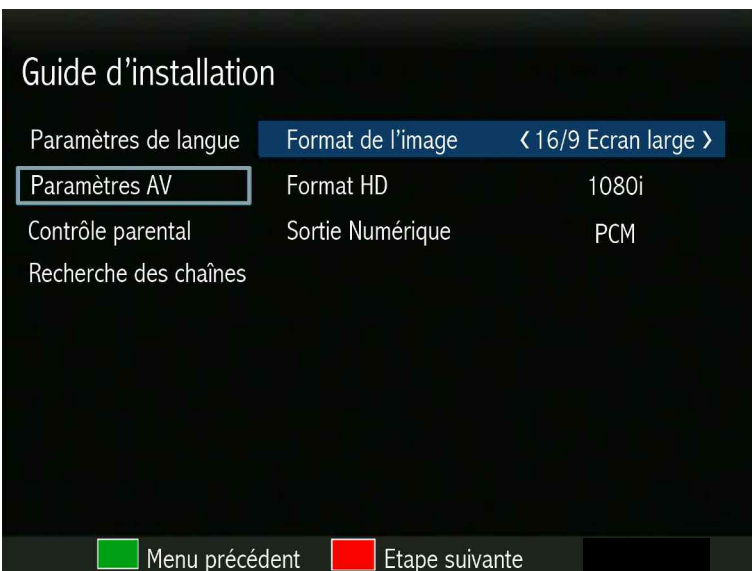 Guide d'installation
Paramètres de langue Format de l'image ‹ 16/9 Ecran large ›
Paramètres AV Format HD 1080i
Contrôle parental Sortie Numérique PCM
Recherche des chaînes
Menu précédent Etape suivante